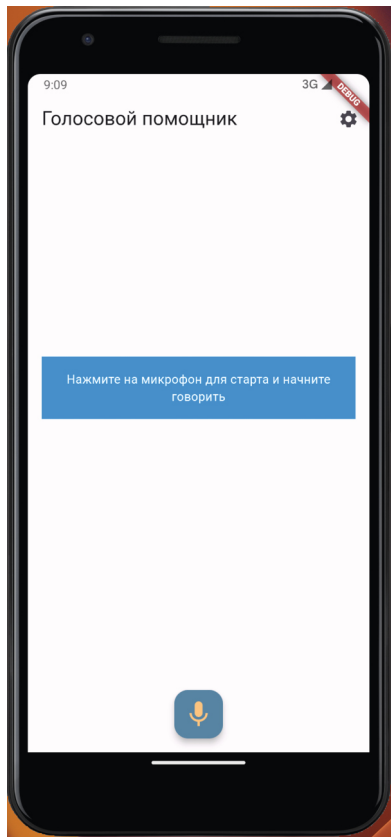 9:09
3G
DEBUG
Голосовой помощник
Нажмите на микрофон для старта и начните
говорить